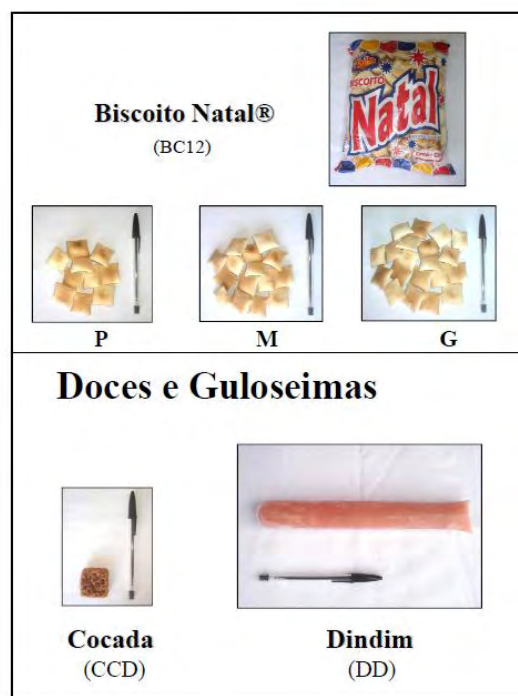 Biscoito Natal®
(BC12)
BISCOITO
Natal
P
M
G
Doces e Guloseimas
Cocada
(CCD)
Dindim
(DD)